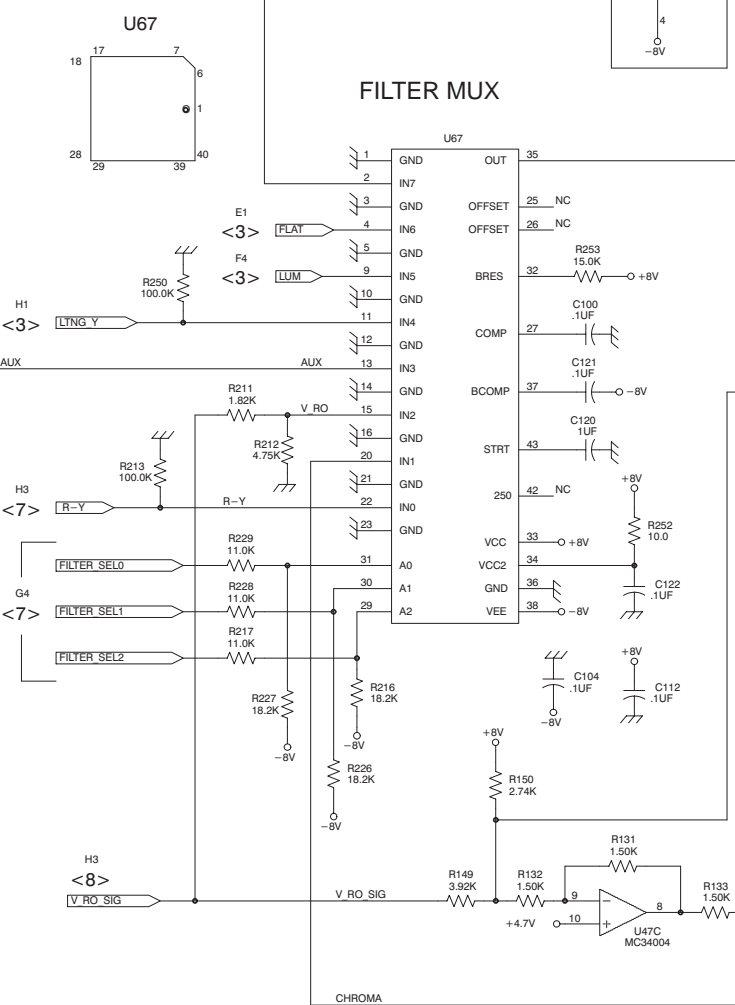 U67
17
7
18
6
1
28
40
29
39
4
−8V
FILTER MUX
U67
1
GND
OUT
35
2
IN7
3
GND
OFFSET
25
NC
E1
<3>
FLAT
4
IN6
OFFSET
26
NC
5
GND
F4
<3>
LUM
9
IN5
BRES
32
R253
15.0K
+8V
R250
100.0K
10
GND
H1
<3>
LTNG_Y
11
IN4
COMP
27
C100
.1UF
12
GND
AUX
AUX
13
IN3
14
GND
BCOMP
37
C121
.1UF
−8V
R211
1.82K
V_RO
15
IN2
R212
4.75K
16
GND
STRT
43
C120
1UF
20
IN1
R213
100.0K
21
GND
250
42
NC
H3
<7>
R−Y
R−Y
22
IN0
23
GND
+8V
R252
10.0
VCC
33
+8V
R229
11.0K
FILTER_SEL0
31
A0
VCC2
34
G4
<7>
R228
11.0K
FILTER_SEL1
30
A1
GND
36
C122
.1UF
29
A2
VEE
38
−8V
R217
11.0K
FILTER_SEL2
R227
18.2K
−8V
R216
18.2K
−8V
R226
18.2K
−8V
C104
.1UF
−8V
+8V
C112
.1UF
+8V
R150
2.74K
H3
<8>
V_RO_SIG
V_RO_SIG
R149
3.92K
R132
1.50K
R131
1.50K
9
−
8
R133
1.50K
+4.7V
10
+
U47C
MC34004
CHROMA